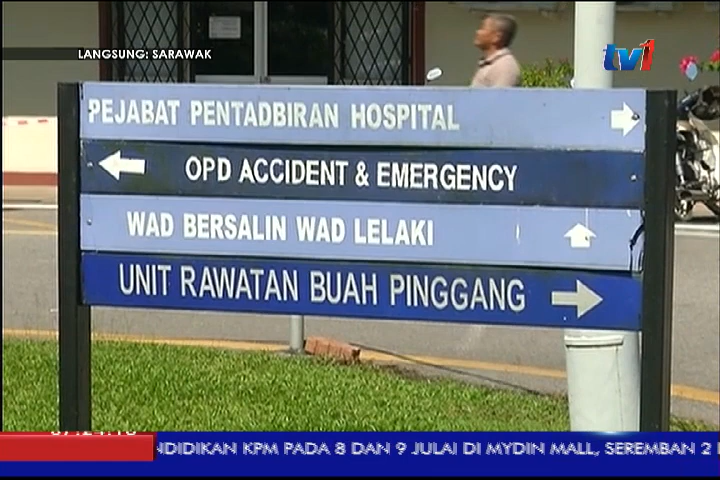 LANGSUNG: SARAWAK
tv1
PEJABAT PENTADBIRAN HOSPITAL
OPD ACCIDENT & EMERGENCY
WAD BERSALIN WAD LELAKI
UNIT RAWATAN BUAH PINGGANG
KPM PADA 8 DAN 9 JULAI DI MYDIN MALL, SEREMBAN 2